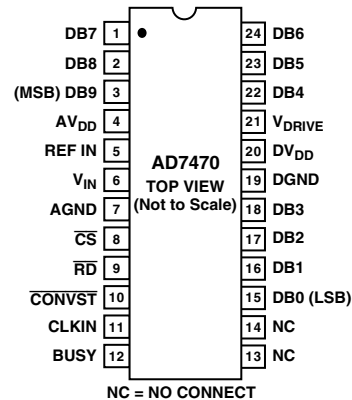 DB7 1 24 DB6
DB8 2 23 DB5
(MSB) DB9 3 22 DB4
AVDD 4 21 VDRIVE
REF IN 5 20 DVDD
VIN 6 AD7470 19 DGND
AGND 7 TOP VIEW 18 DB3
CS 8 (Not to Scale) 17 DB2
RD 9 16 DB1
CONVST 10 15 DB0 (LSB)
CLKIN 11 14 NC
BUSY 12 13 NC
NC = NO CONNECT